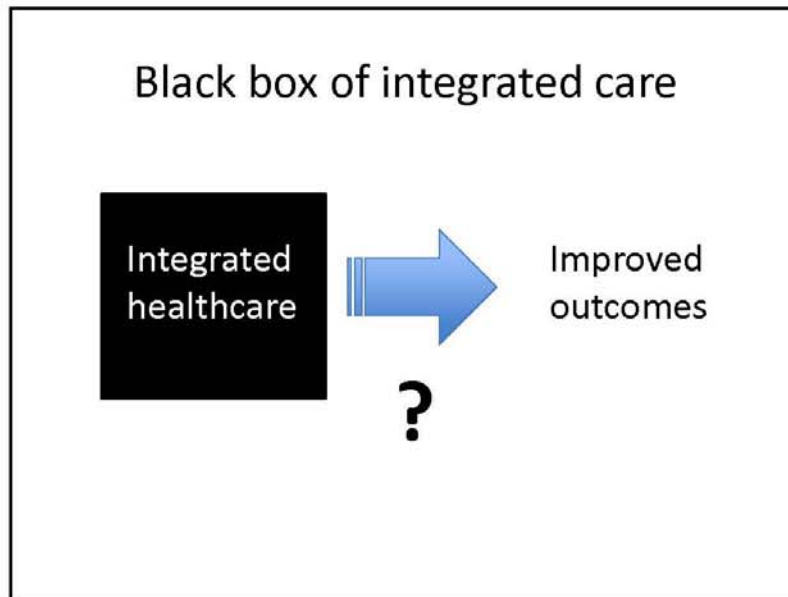 Black box of integrated care
Integrated
healthcare
Improved
outcomes
?